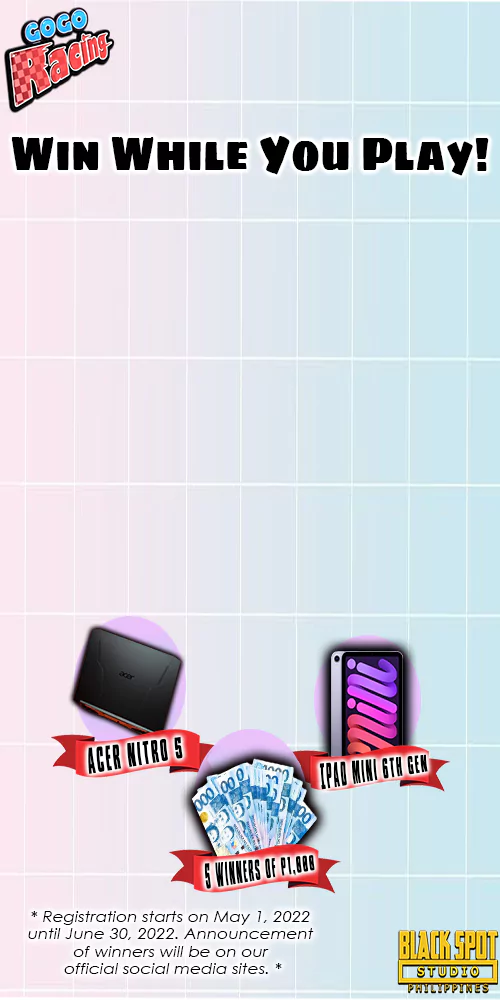 GOGO
Racing
WIN WHILE YOU PLAY!
acer
ACER NITRO 5
mini
IPAD MINI 6TH GEN
5 WINNERS OF P1,000
* Registration starts on May 1, 2022
until June 30, 2022. Announcement
of winners will be on our
official social media sites. *
BLACK SPOT
STUDIO
PHILIPPINES